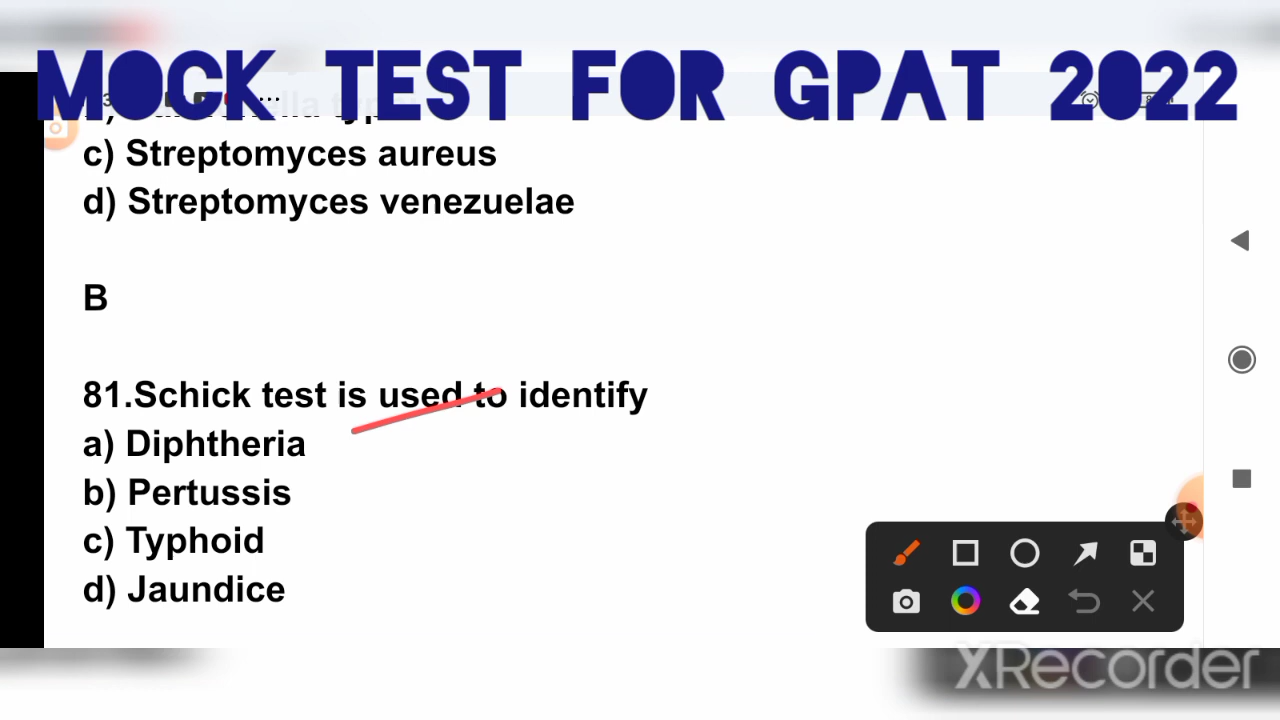 MOCK TEST FOR GPAT 2022
c) Streptomyces aureus
d) Streptomyces venezuelae
B
81.Schick test is used to identify
a) Diphtheria
b) Pertussis
c) Typhoid
d) Jaundice
XRecorder